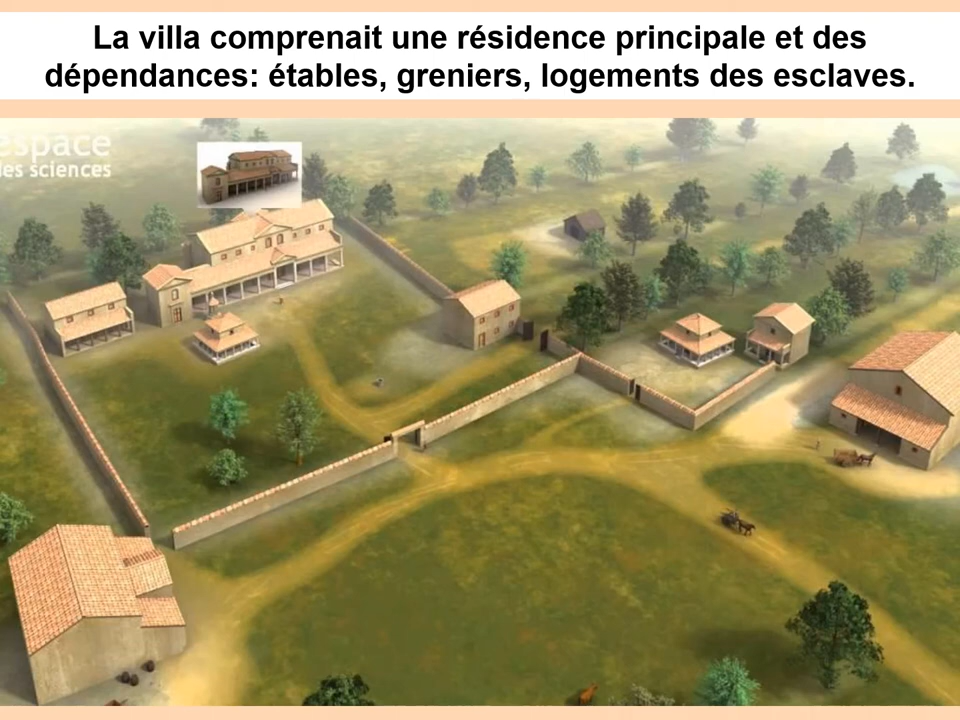 La villa comprenait une résidence principale et des
dépendances: étables, greniers, logements des esclaves.
espace
des sciences